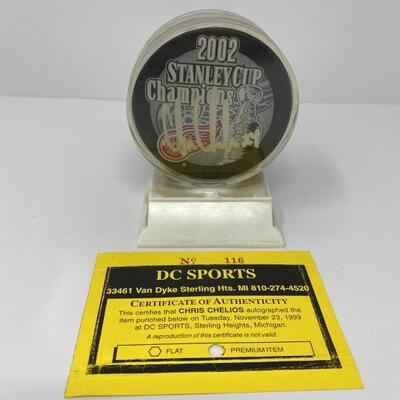 2002
STANLEY CUP
Champions
Nº 116
DC SPORTS
33461 Van Dyke Sterling Hts. MI 810-274-4520
CERTIFICATE OF AUTHENTICITY
This certifies that CHRIS CHELIOS autographed the
item punched below on Tuesday, November 23, 1999
at DC SPORTS, Sterling Heights, Michigan.
A reproduction of this certificate is not valid.
FLAT PREMIUM ITEM